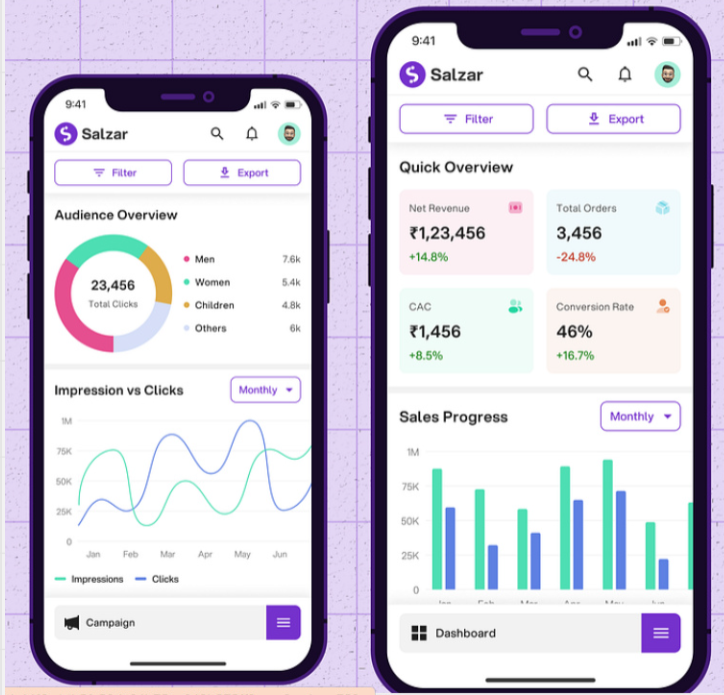 9:41
Salzar
Filter
Export
Audience Overview
23,456
Total Clicks
Men 7.6k
Women 5.4k
Children 4.8k
Others 6k
Impression vs Clicks
Monthly
1M
75K
50K
25K
0
Jan Feb Mar Apr May Jun
Impressions Clicks
Campaign
9:41
Salzar
Filter
Export
Quick Overview
Net Revenue
₹1,23,456
+14.8%
Total Orders
3,456
-24.8%
CAC
₹1,456
+8.5%
Conversion Rate
46%
+16.7%
Sales Progress
Monthly
1M
75K
50K
25K
0
Dashboard